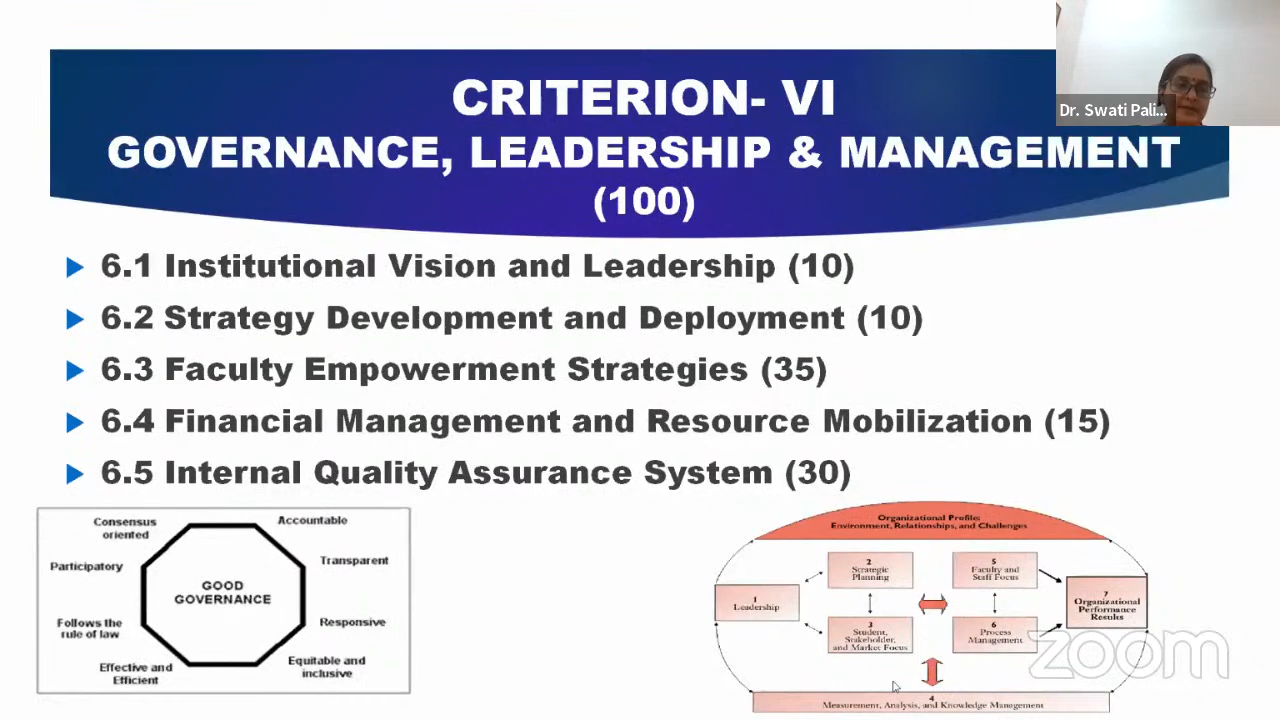 CRITERION- VI
GOVERNANCE, LEADERSHIP & MANAGEMENT
(100)
Dr. Swati Pali...
6.1 Institutional Vision and Leadership (10)
6.2 Strategy Development and Deployment (10)
6.3 Faculty Empowerment Strategies (35)
6.4 Financial Management and Resource Mobilization (15)
6.5 Internal Quality Assurance System (30)
Consensus
oriented
Accountable
Participatory
Transparent
GOOD
GOVERNANCE
Follows the
rule of law
Responsive
Effective and
Efficient
Equitable and
inclusive
Organizational Profile:
Environment, Relationships, and Challenges
1
Leadership
2
Strategic
Planning
3
Student,
Stakeholder,
and Market Focus
5
Faculty and
Staff Focus
6
Process
Management
7
Organizational
Performance
Results
4
Measurement, Analysis, and Knowledge Management
zoom